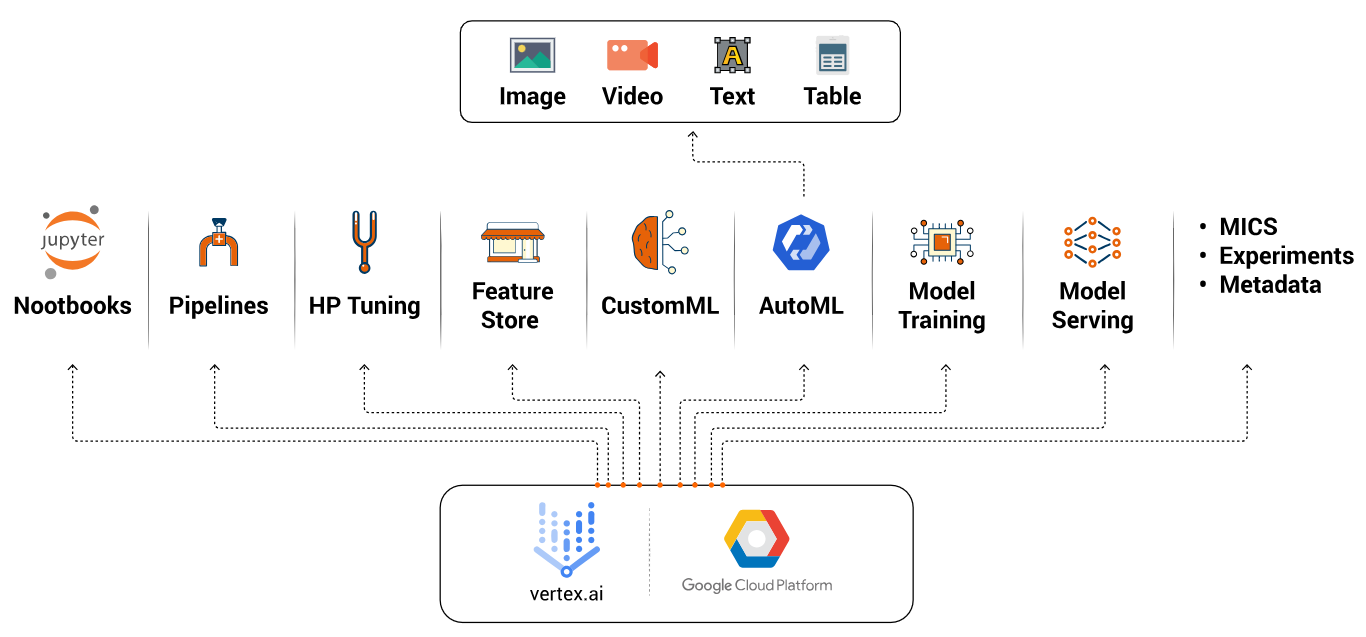 Image
Video
Text
Table
jupyter
Nootbooks
Pipelines
HP Tuning
Feature
Store
CustomML
AutoML
Model
Training
Model
Serving
• MICS
• Experiments
• Metadata
vertex.ai
Google Cloud Platform